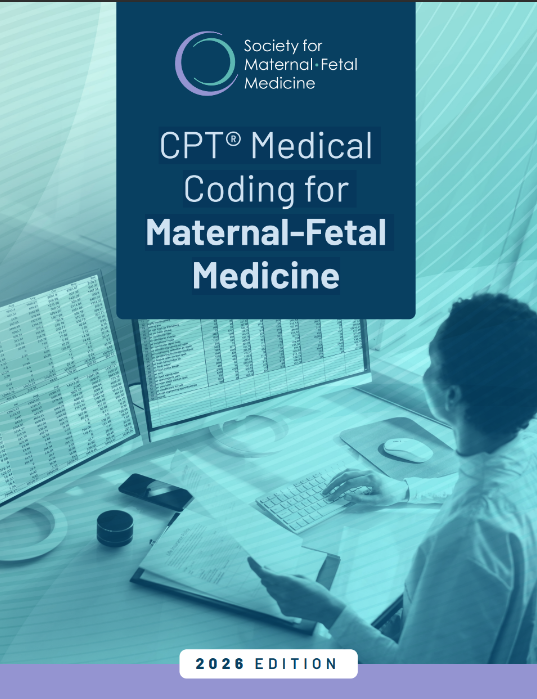 Society for
Maternal•Fetal
Medicine
CPT® Medical
Coding for
Maternal-Fetal
Medicine
2026 EDITION